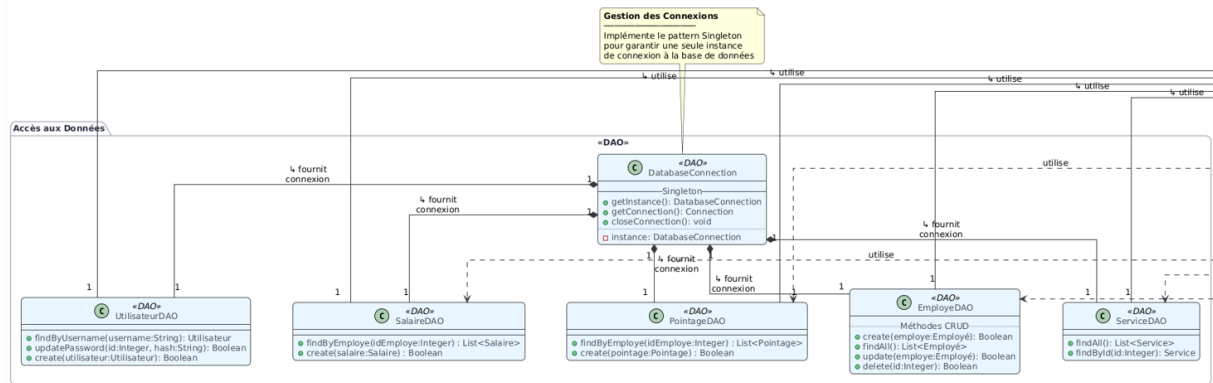 Gestion des Connexions
Implémente le pattern Singleton
pour garantir une seule instance
de connexion à la base de données
↳ utilise
↳ utilise
↳ utilise
↳ utilise
Accès aux Données
«DAO»
utilise
C
«DAO»
DatabaseConnection
Singleton
getInstance(): DatabaseConnection
getConnection(): Connection
closeConnection(): void
instance: DatabaseConnection
↳ fournit
connexion
1
↳ fournit
connexion
1
↳ fournit
connexion
1
1
↳ fournit
connexion
1
↳ fournit
connexion
utilise
1
1
1
1
1
1
1
1
1
1
C
«DAO»
UtilisateurDAO
findByUsername(username:String): Utilisateur
updatePassword(id:Integer, hash:String): Boolean
create(utilisateur:Utilisateur): Boolean
C
«DAO»
SalaireDAO
findByEmploye(idEmploye:Integer) : List<Salaire>
create(salaire:Salaire) : Boolean
C
«DAO»
PointageDAO
findByEmploye(idEmploye:Integer) : List<Pointage>
create(pointage:Pointage) : Boolean
C
«DAO»
EmployeDAO
Méthodes CRUD
create(employe:Employé): Boolean
findAll(): List<Employé>
update(employe:Employé): Boolean
delete(id:Integer): Boolean
C
«DAO»
ServiceDAO
findAll(): List<Service>
findById(id:Integer): Service